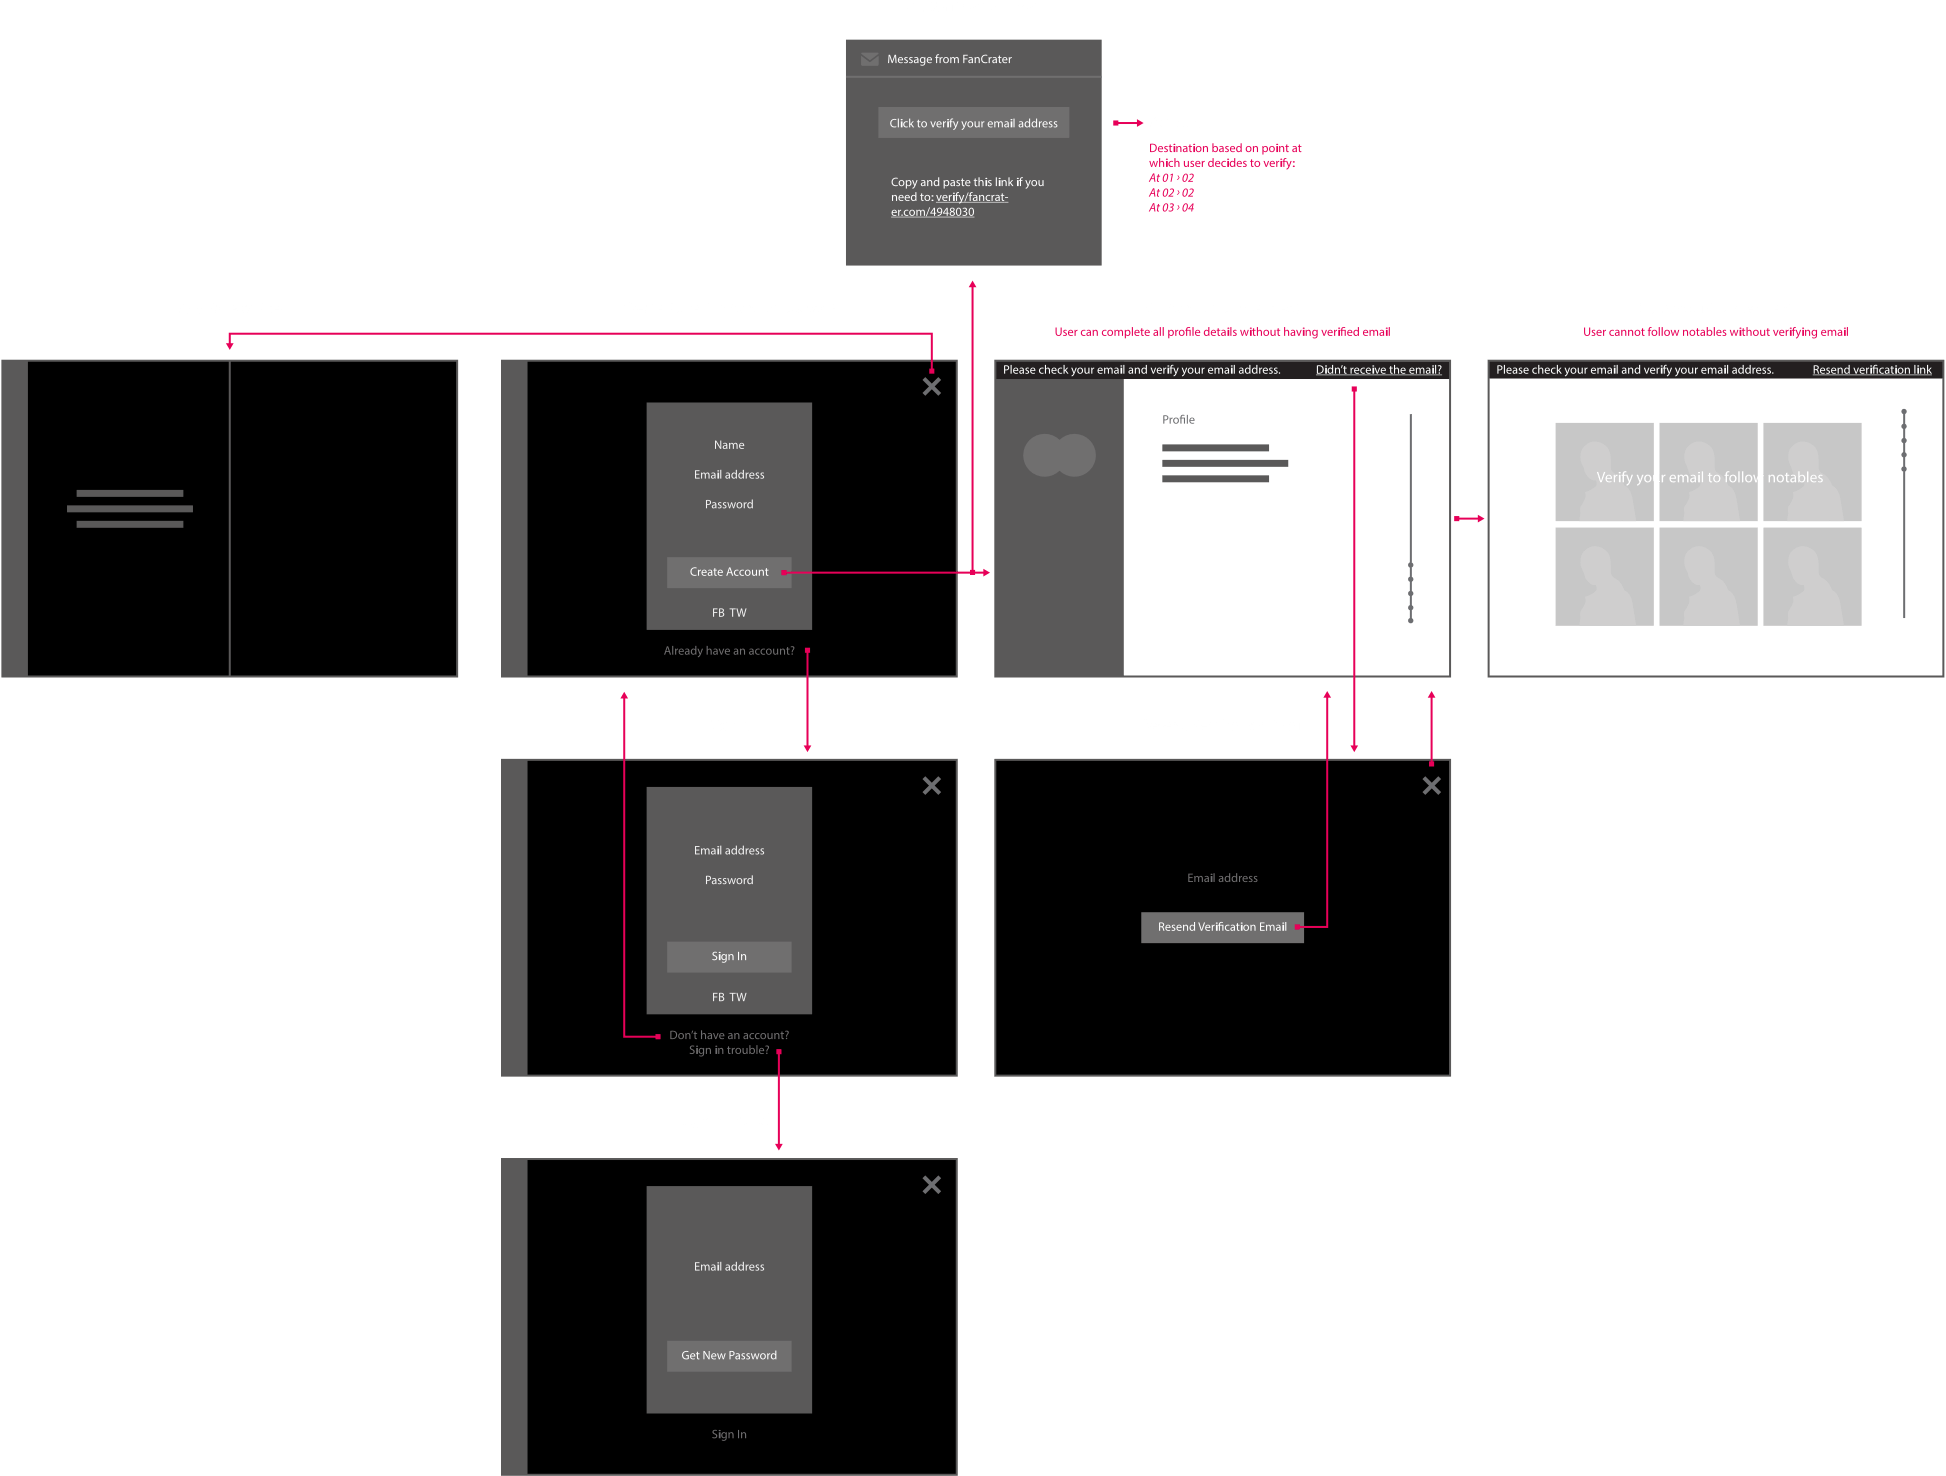 Message from FanCrater
Click to verify your email address
Copy and paste this link if you
need to: verify/fancrat-
er.com/4948030
Destination based on point at
which user decides to verify:
At 01 › 02
At 02 › 02
At 03 › 04
User can complete all profile details without having verified email
User cannot follow notables without verifying email
Name
Email address
Password
Create Account
FB TW
Already have an account?
Please check your email and verify your email address. Didn't receive the email?
Profile
Please check your email and verify your email address. Resend verification link
Verify your email to follow notables
Email address
Password
Sign In
FB TW
Don't have an account?
Sign in trouble?
Email address
Resend Verification Email
Email address
Get New Password
Sign In